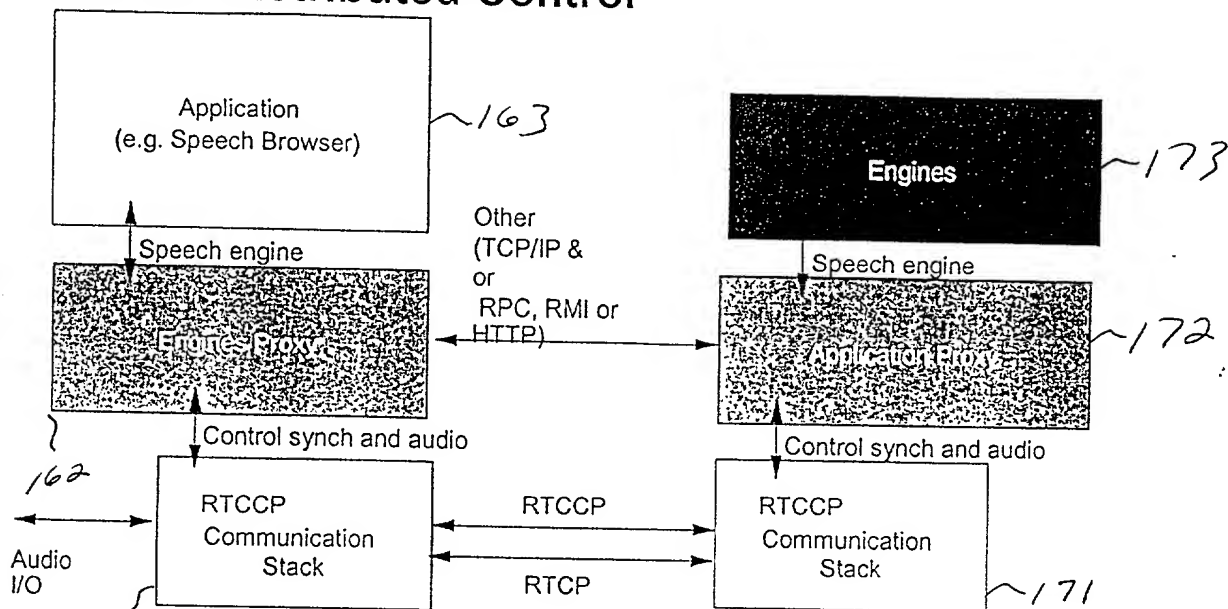 Control
Application
(e.g. Speech Browser)
163
Engines
173
Other
(TCP/IP &
or
RPC, RMI or
HTTP)
Speech engine
Speech engine
Engines Proxy
Application Proxy
172
Control synch and audio
Control synch and audio
162
RTCCP
Communication
Stack
RTCCP
RTCP
RTCCP
Communication
Stack
Audio
I/O
171